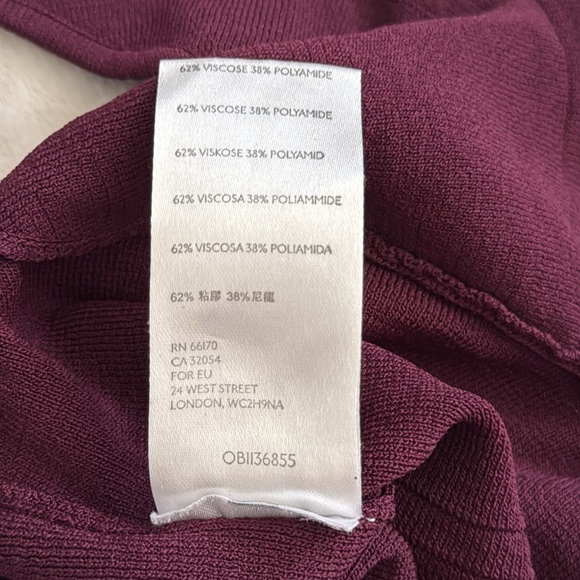 62% VISCOSE 38% POLYAMIDE
62% VISCOSE 38% POLYAMIDE
62% VISKOSE 38% POLYAMID
62% VISCOSA 38% POLIAMMIDE
62% VISCOSA 38% POLIAMIDA
62% 粘膠 38%尼龍
RN 66170
CA 32054
FOR EU
24 WEST STREET
LONDON, WC2H9NA
OB1136855